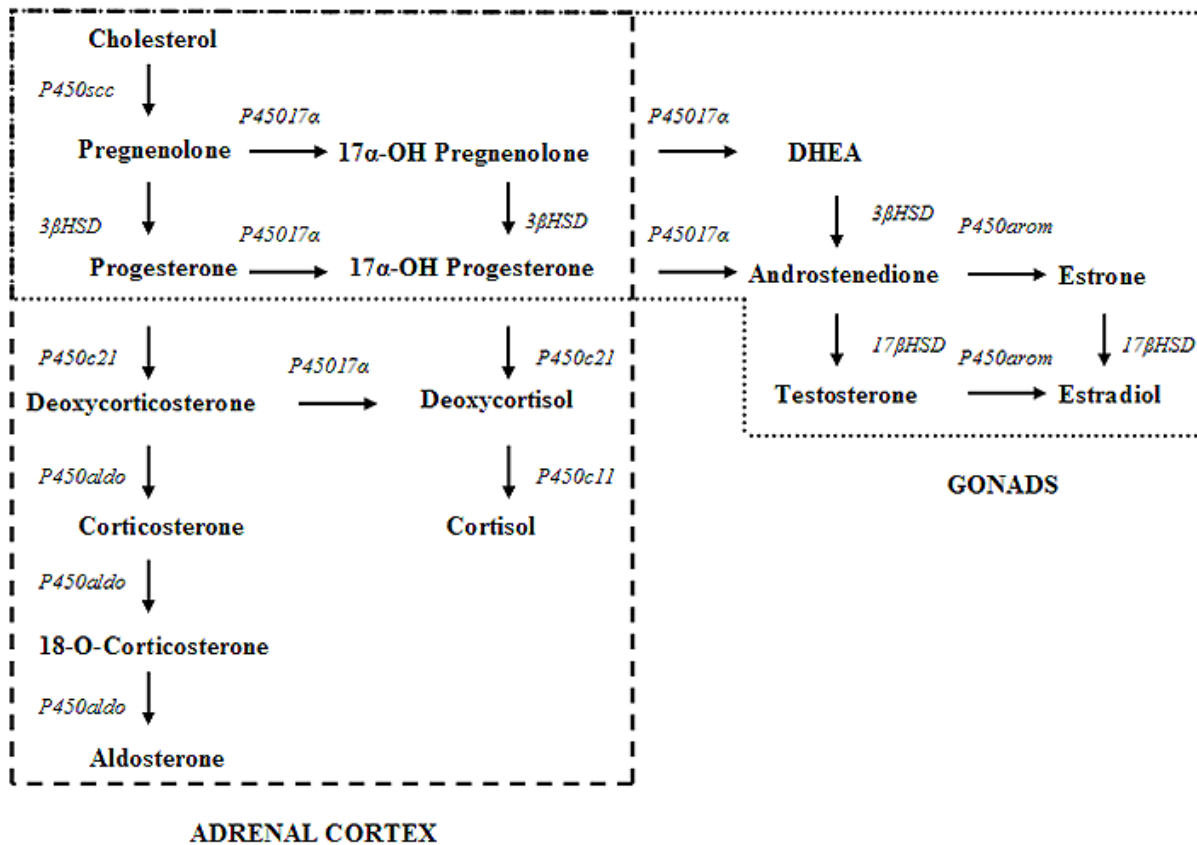 Cholesterol
P450scc
P45017α
P45017α
Pregnenolone
17α-OH Pregnenolone
DHEA
3βHSD
P45017α
3βHSD
P45017α
3βHSD
P450arom
Progesterone
17α-OH Progesterone
Androstenedione
Estrone
P450c21
P45017α
P450c21
17βHSD
P450arom
17βHSD
Deoxycorticosterone
Deoxycortisol
Testosterone
Estradiol
P450aldo
P450c11
GONADS
Corticosterone
Cortisol
P450aldo
18-O-Corticosterone
P450aldo
Aldosterone
ADRENAL CORTEX